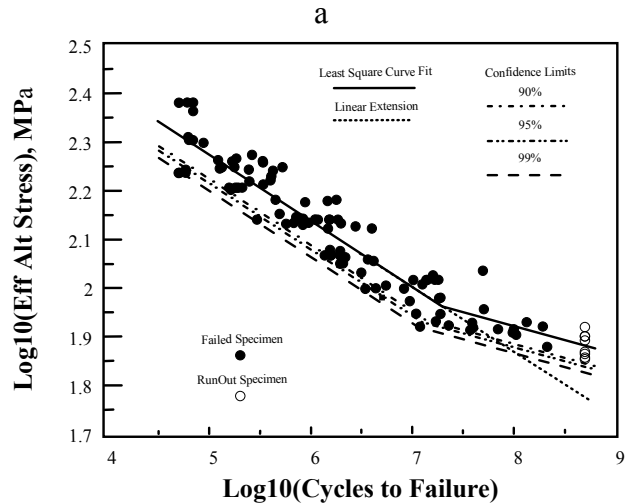 a
2.5
2.4
2.3
2.2
2.1
2
1.9
1.8
1.7
Log10(Eff Alt Stress), MPa
Least Square Curve Fit
Linear Extension
Confidence Limits
90%
95%
99%
Failed Specimen
RunOut Specimen
4 5 6 7 8 9
Log10(Cycles to Failure)